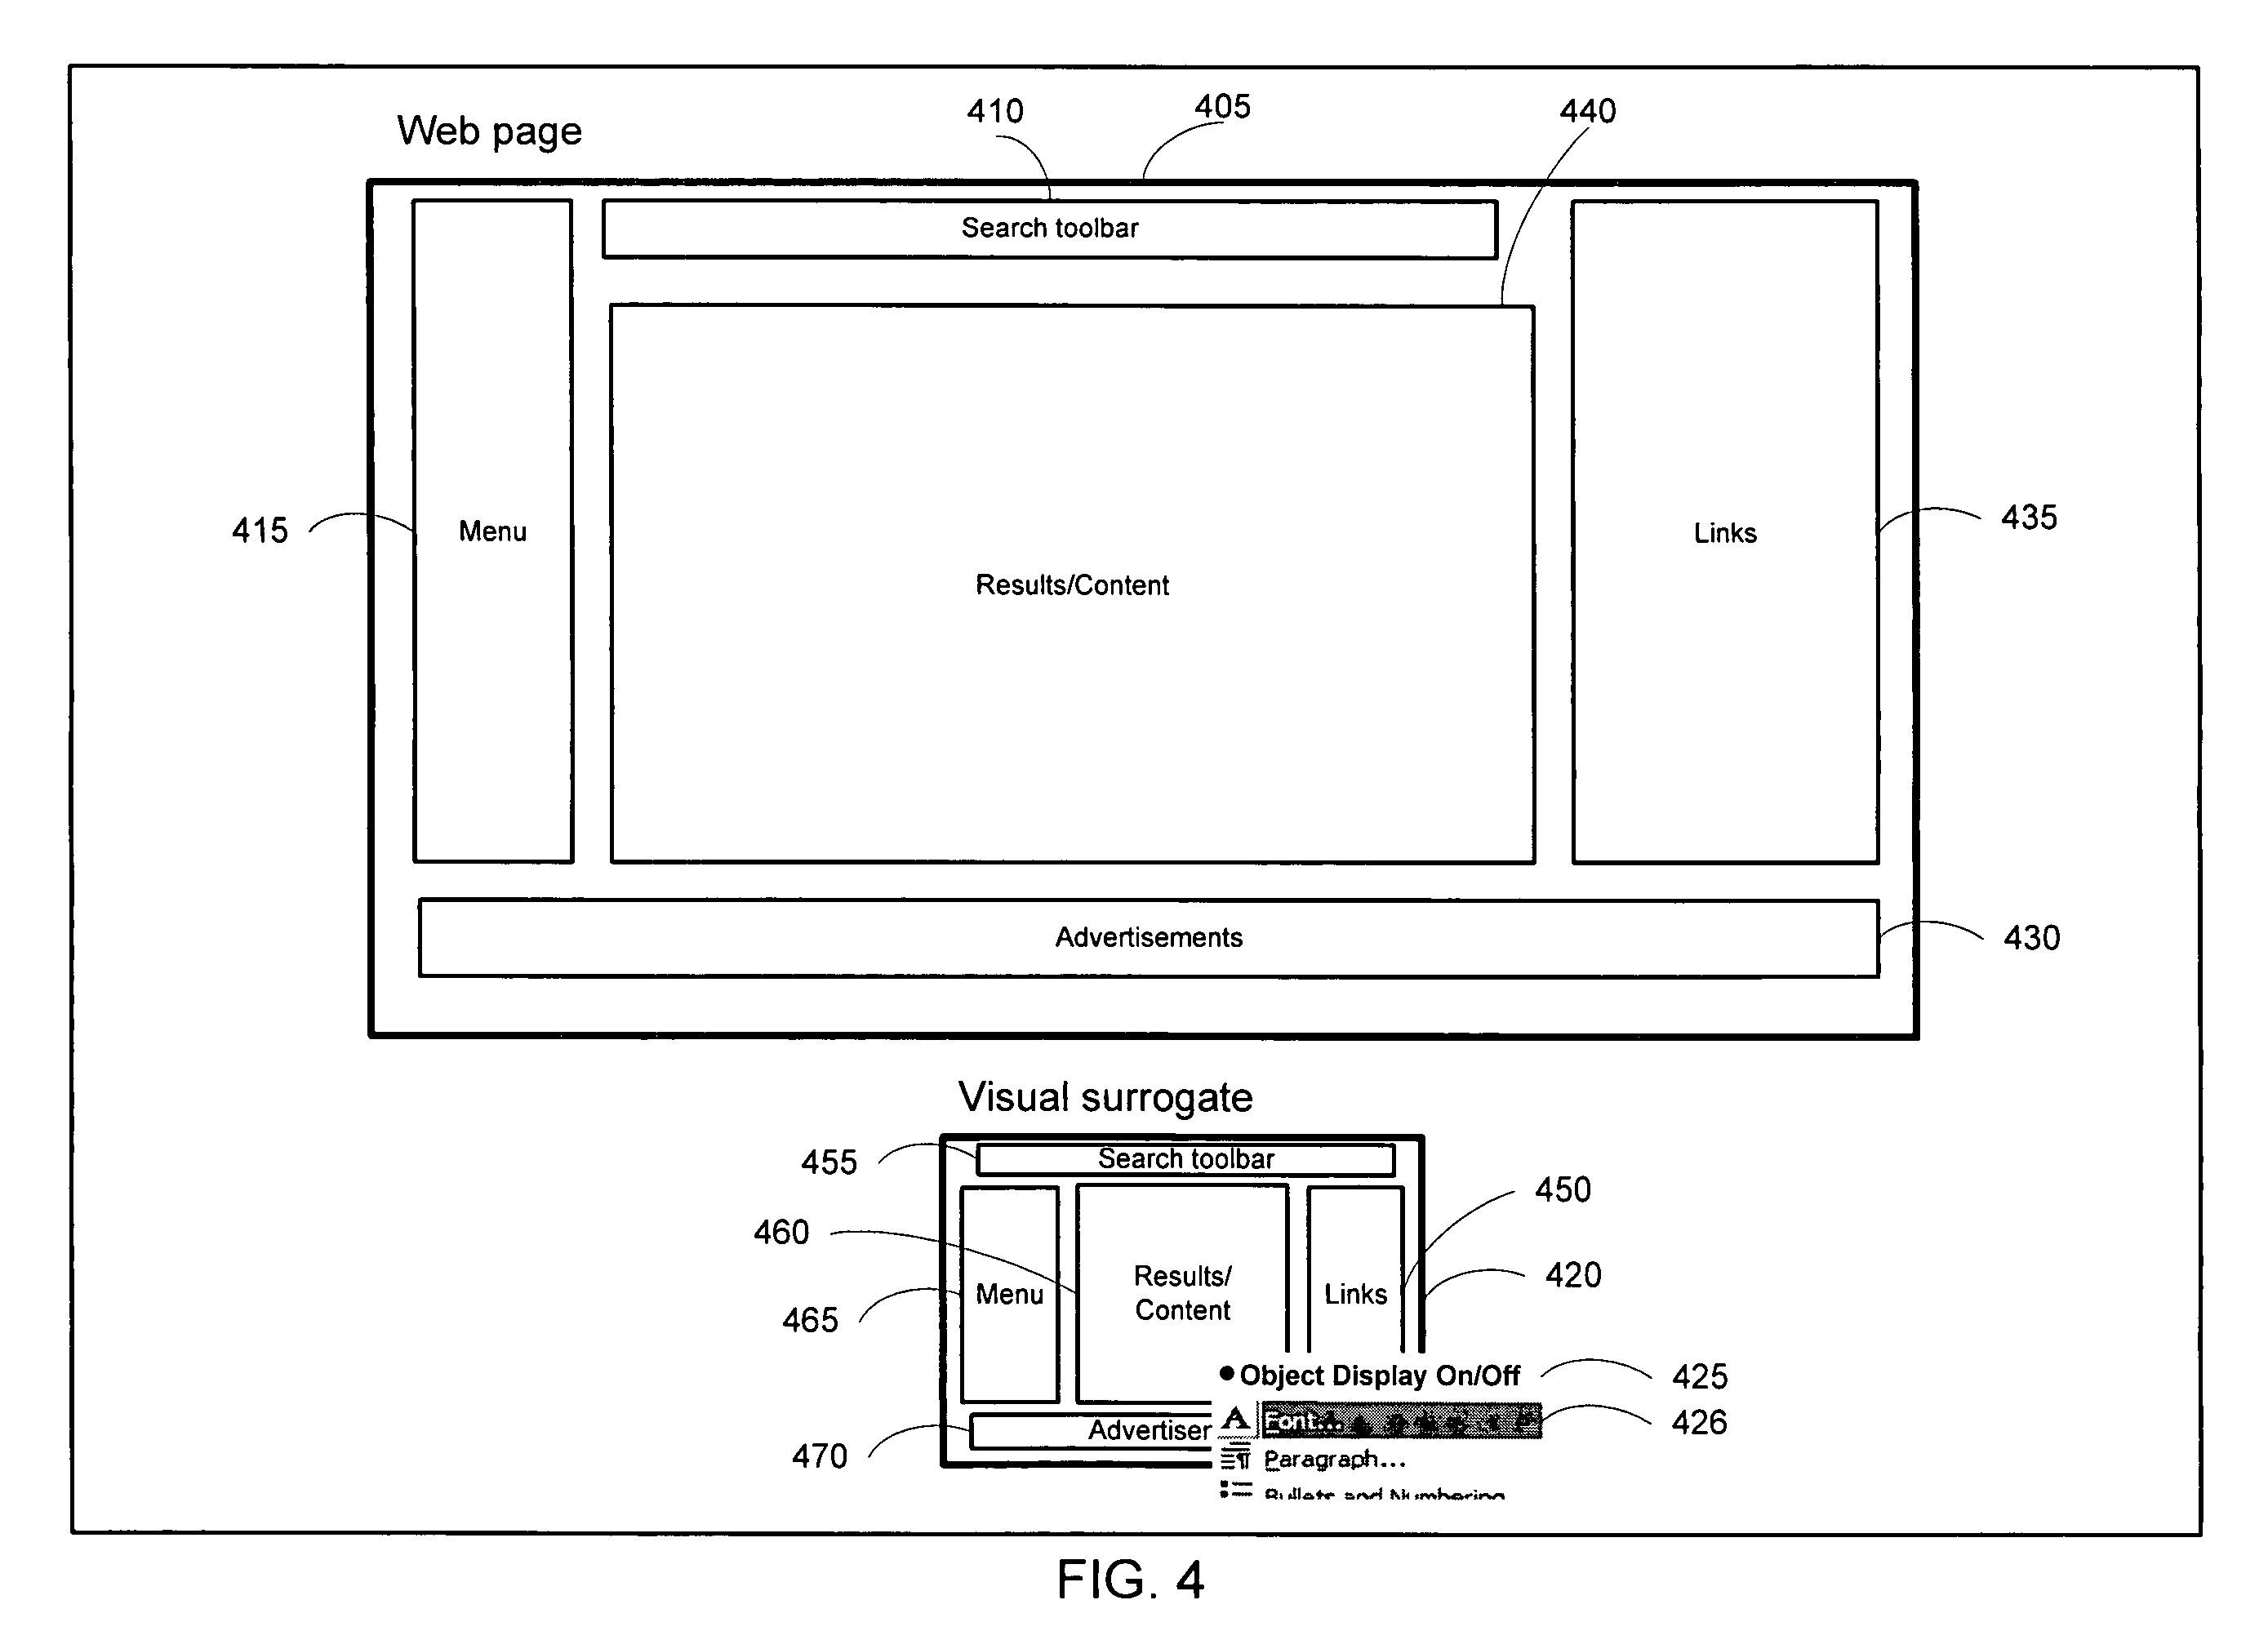 410
405
440
Web page
Search toolbar
415
Menu
Results/Content
Links
435
Advertisements
430
Visual surrogate
455
Search toolbar
450
460
Results/
Content
420
465
Menu
Links
Object Display On/Off
425
Font...
426
470
Advertiser
Paragraph...
Bullets and Numbering
FIG. 4